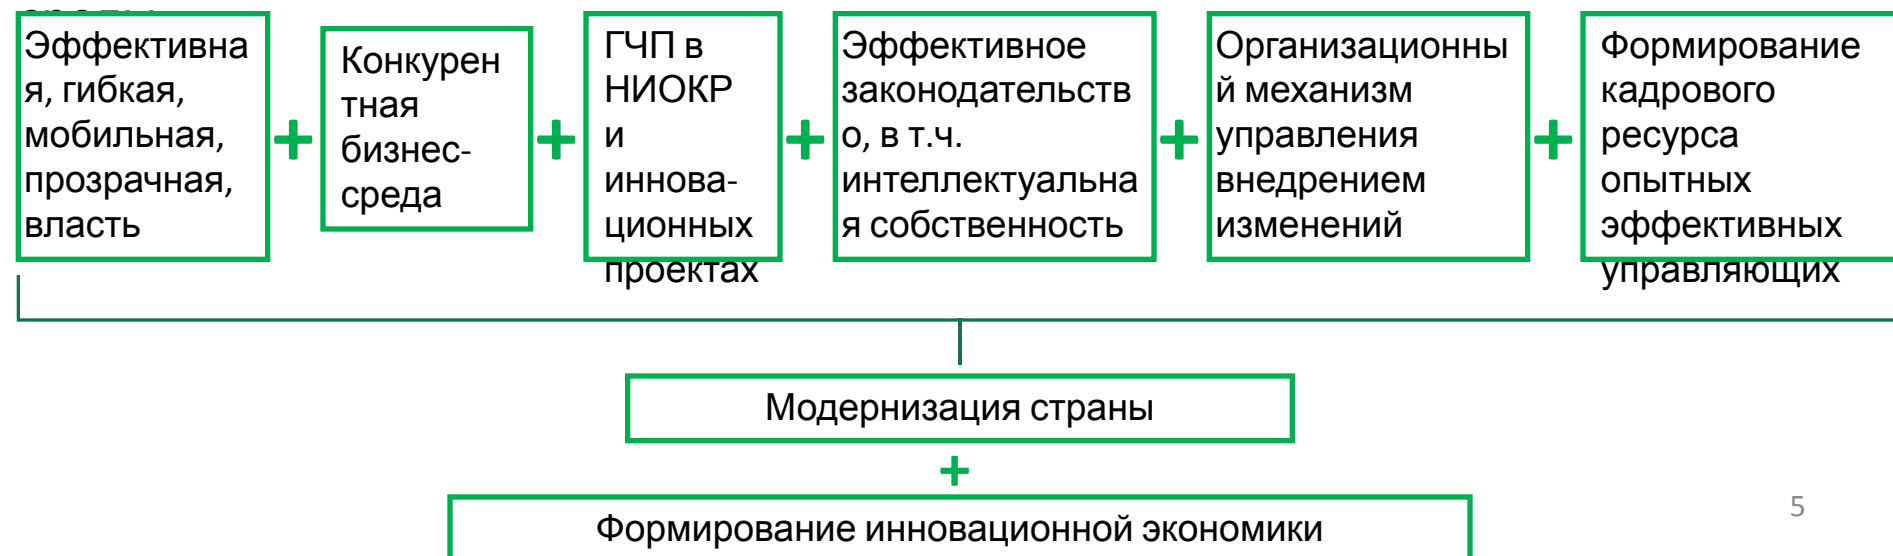 Эффективна
я, гибкая,
мобильная,
прозрачная,
власть
+
Конкурен
тная
бизнес-
среда
+
ГЧП в
НИОКР
и
иннова-
ционных
проектах
+
Эффективное
законодательств
о, в т.ч.
интеллектуальна
я собственность
+
Организационны
й механизм
управления
внедрением
изменений
+
Формирование
кадрового
ресурса
опытных
эффективных
управляющих
Модернизация страны
+
Формирование инновационной экономики
5